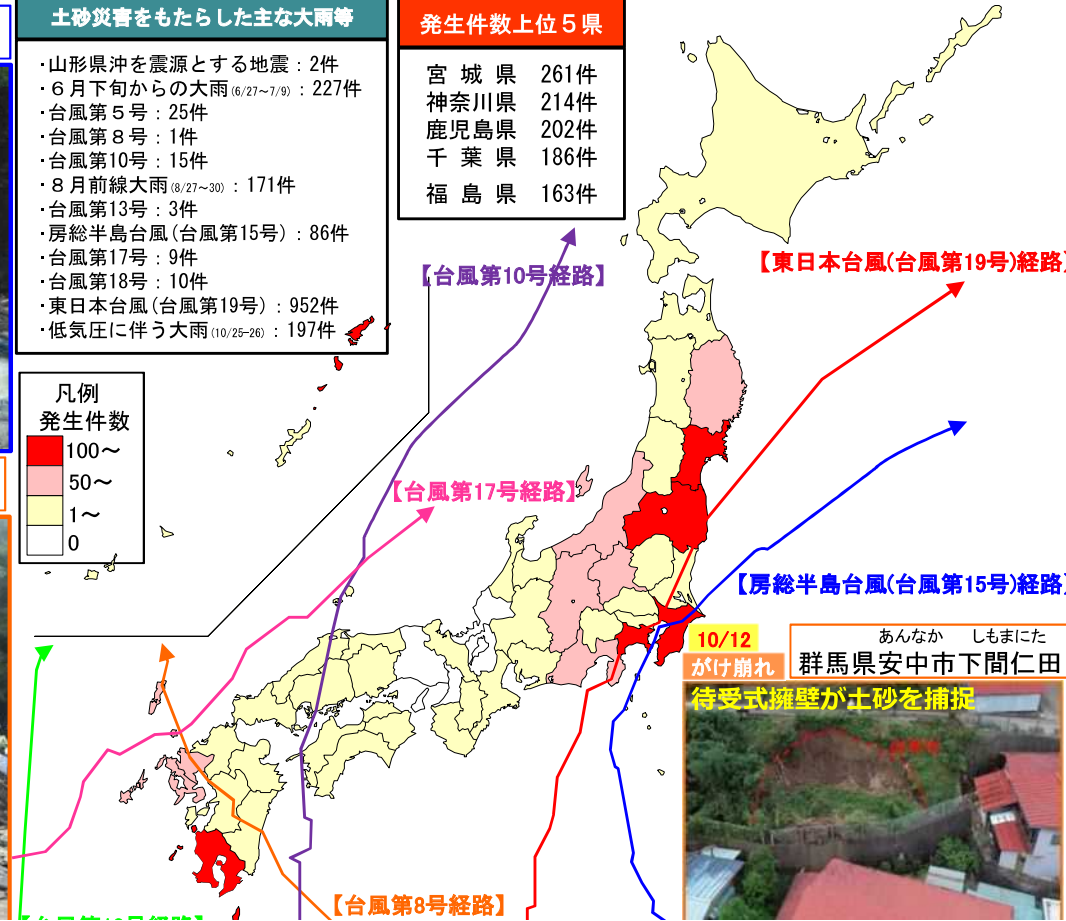 土砂災害をもたらした主な大雨等
・山形県沖を震源とする地震：2件
・６月下旬からの大雨(6/27～7/9)：227件
・台風第５号：25件
・台風第８号：1件
・台風第10号：15件
・８月前線大雨(8/27～30)：171件
・台風第13号：3件
・房総半島台風(台風第15号)：86件
・台風第17号：9件
・台風第18号：10件
・東日本台風(台風第19号)：952件
・低気圧に伴う大雨(10/25-26)：197件
発生件数上位５県
宮城県 261件
神奈川県 214件
鹿児島県 202件
千葉県 186件
福島県 163件
凡例
発生件数
100～
50～
1～
0
【台風第10号経路】
【東日本台風(台風第19号)経路】
【台風第17号経路】
【房総半島台風(台風第15号)経路】
10/12
がけ崩れ
あんなか しもまにた
群馬県安中市下間仁田
待受式擁壁が土砂を捕捉
【台風第8号経路】